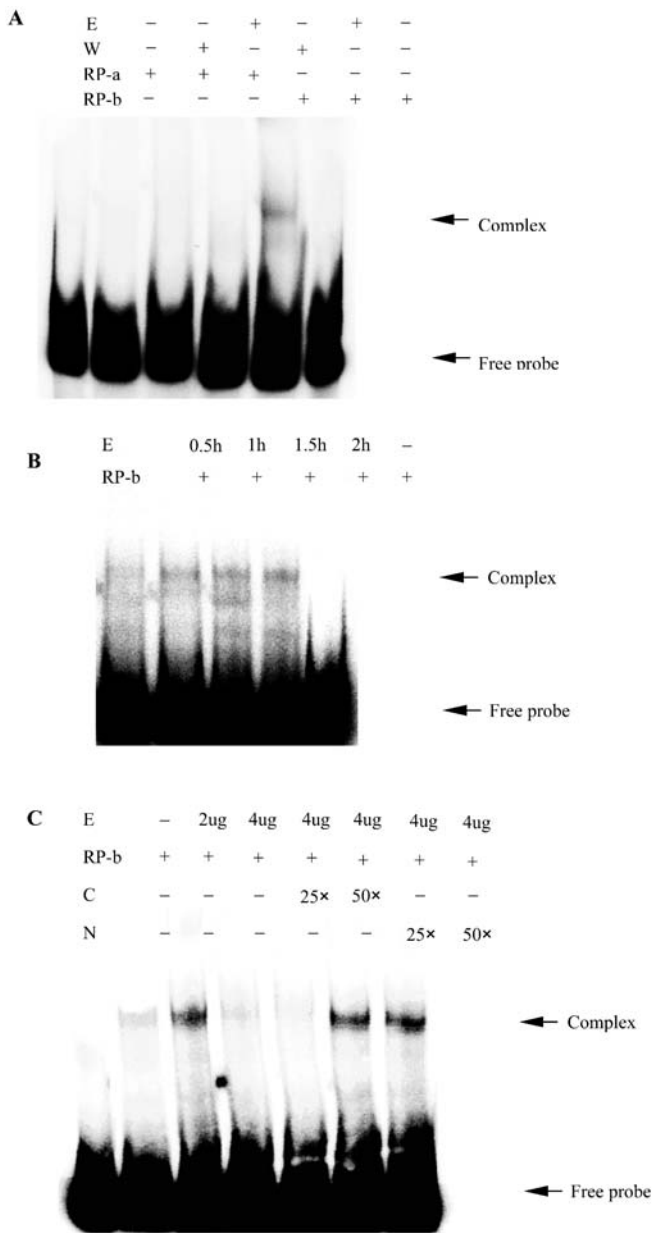 A
E – – + – + –
W – + – + – –
RP-a + + + – – –
RP-b – – – + + +
Complex
Free probe
B
E 0.5h 1h 1.5h 2h –
RP-b + + + + +
Complex
Free probe
C E – 2ug 4ug 4ug 4ug 4ug 4ug
RP-b + + + + + + +
C – – – 25× 50× – –
N – – – – – 25× 50×
Complex
Free probe